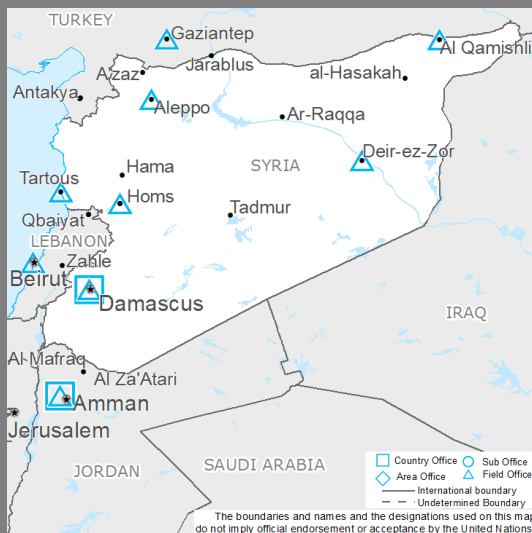 TURKEY
Gaziantep
Al Qamishli
Jarablus
A'zaz
al-Hasakah
Antakya
Aleppo
Ar-Raqqa
Deir-ez-Zor
Hama
SYRIA
Tartous
Homs
Tadmur
Qbaiyat
LEBANON
Zahle
Beirut
Damascus
IRAQ
Al Mafraq
Al Za'Atari
Amman
Jerusalem
JORDAN
SAUDI ARABIA
Country Office
Sub Office
Area Office
Field Office
International boundary
Undetermined Boundary
The boundaries and names and the designations used on this map
do not imply official endorsement or acceptance by the United Nations